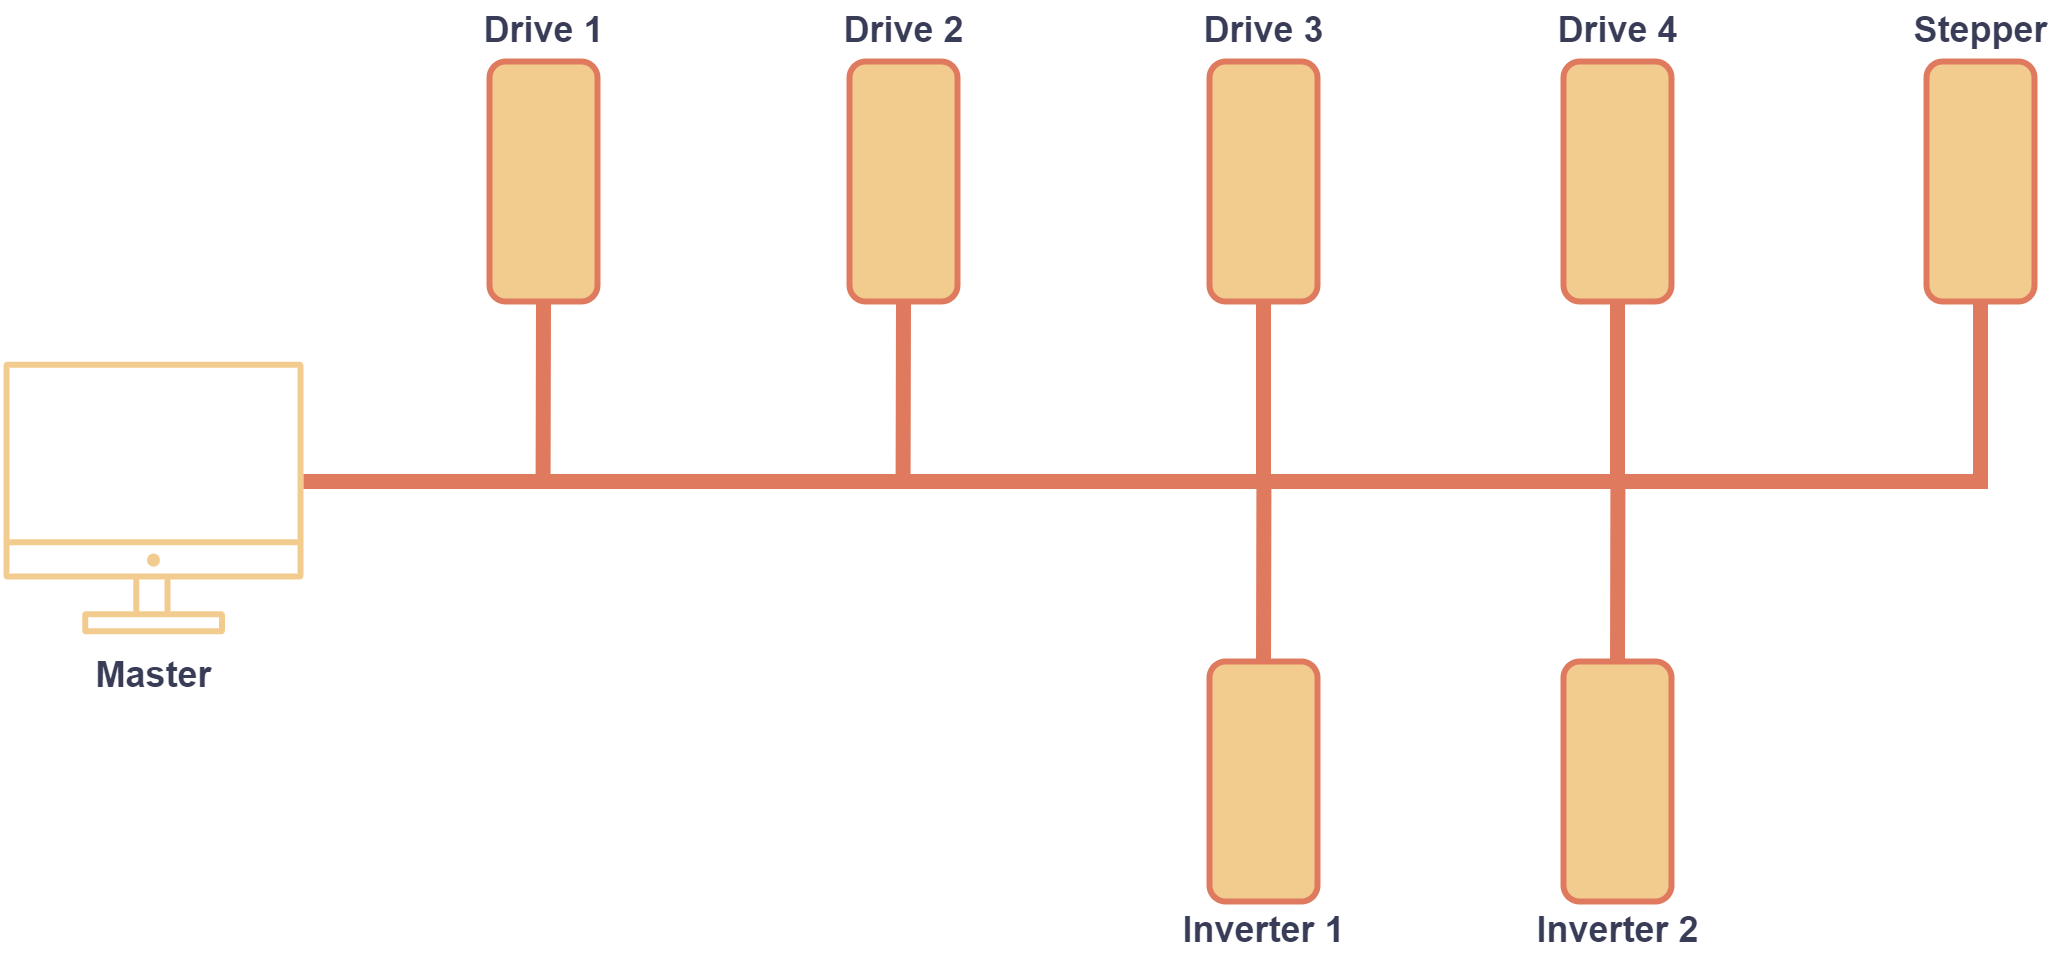 Drive 1
Drive 2
Drive 3
Drive 4
Stepper
Master
Inverter 1
Inverter 2